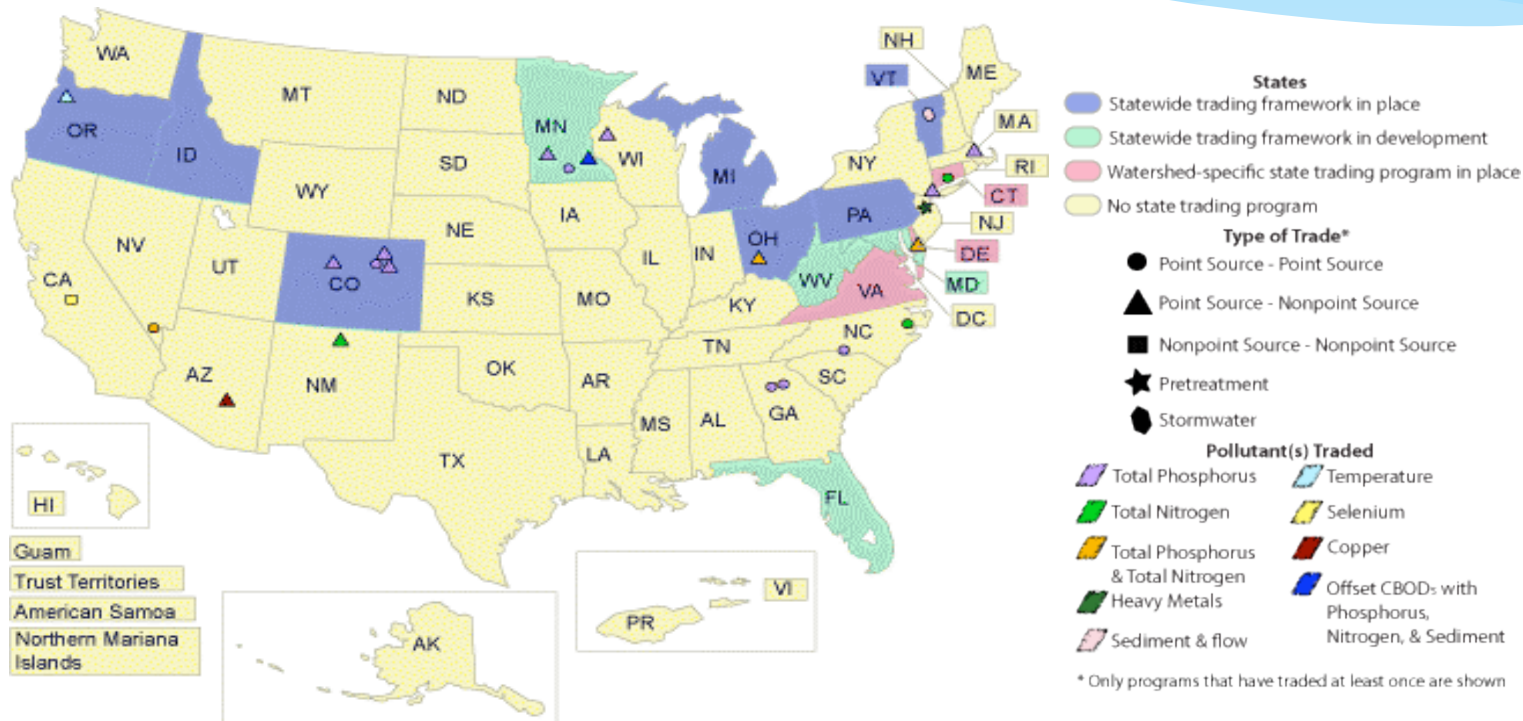 WA
MT
ND
MN
OR
ID
SD
WI
WY
MI
NY
VT
NH
ME
MA
RI
CT
NJ
PA
DE
MD
DC
NV
UT
CO
NE
IA
IL
IN
OH
WV
VA
CA
KS
MO
KY
NC
TN
SC
AZ
NM
OK
AR
MS
AL
GA
TX
LA
FL
HI
Guam
Trust Territories
American Samoa
Northern Mariana
Islands
AK
PR
VI
States
Statewide trading framework in place
Statewide trading framework in development
Watershed-specific state trading program in place
No state trading program
Type of Trade*
Point Source - Point Source
Point Source - Nonpoint Source
Nonpoint Source - Nonpoint Source
Pretreatment
Stormwater
Pollutant(s) Traded
Total Phosphorus
Total Nitrogen
Total Phosphorus
& Total Nitrogen
Heavy Metals
Sediment & flow
Temperature
Selenium
Copper
Offset CBOD₅ with
Phosphorus,
Nitrogen, & Sediment
* Only programs that have traded at least once are shown